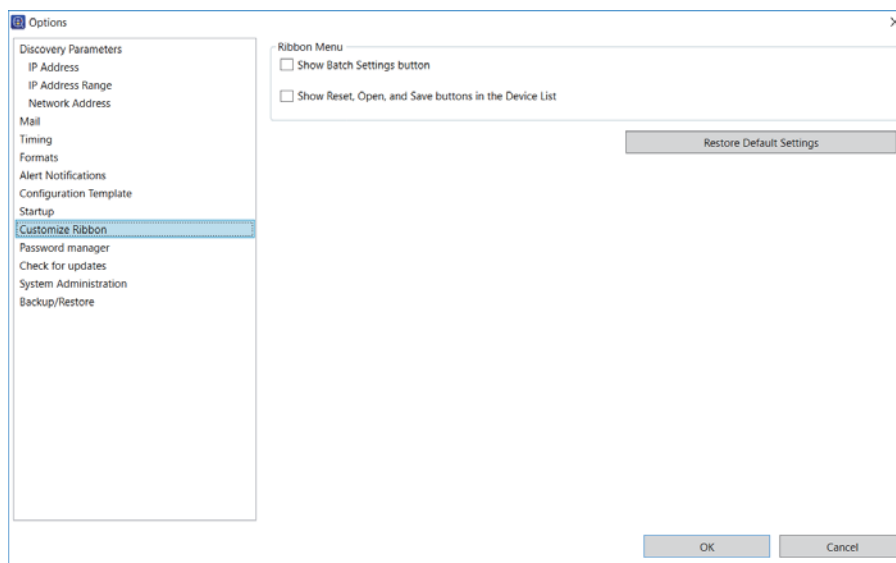 Options
Discovery Parameters
IP Address
IP Address Range
Network Address
Mail
Timing
Formats
Alert Notifications
Configuration Template
Startup
Customize Ribbon
Password manager
Check for updates
System Administration
Backup/Restore
Ribbon Menu
Show Batch Settings button
Show Reset, Open, and Save buttons in the Device List
Restore Default Settings
OK
Cancel